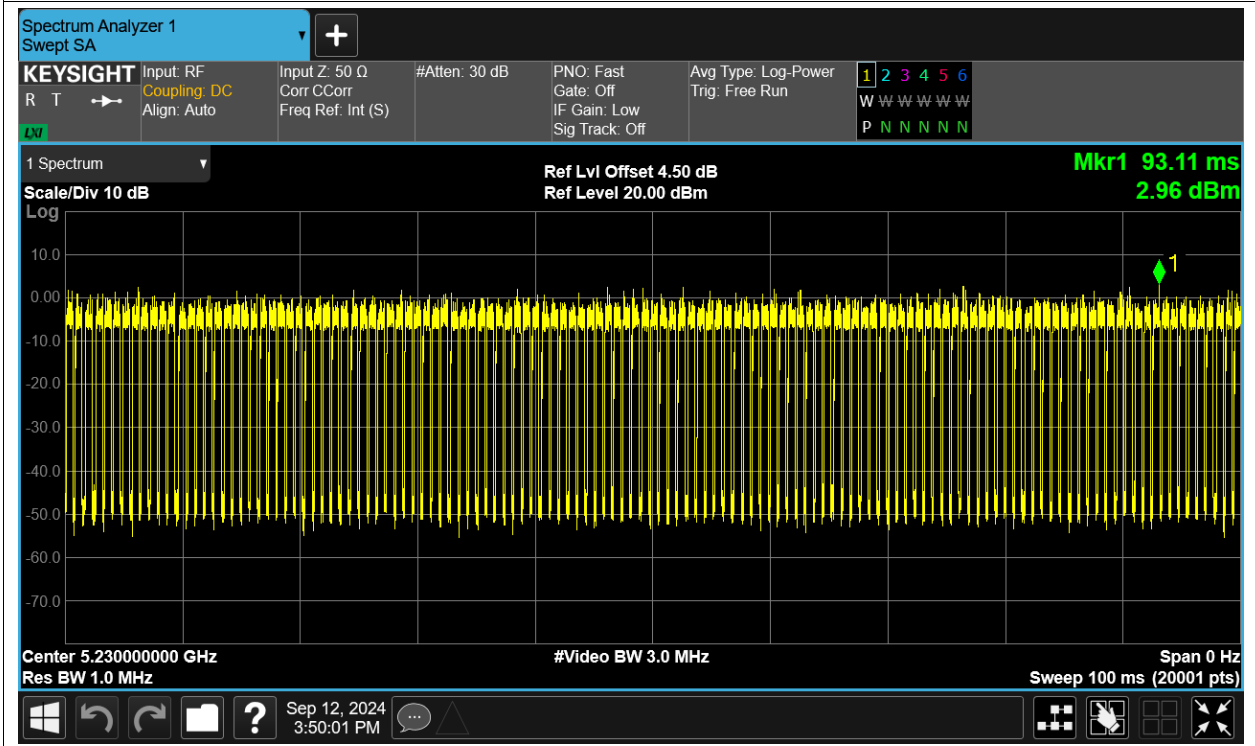 Spectrum Analyzer 1
Swept SA
+
KEYSIGHT
R T
LXI
Input: RF
Coupling: DC
Align: Auto
Input Z: 50 Ω
Corr CCorr
Freq Ref: Int (S)
#Atten: 30 dB
PNO: Fast
Gate: Off
IF Gain: Low
Sig Track: Off
Avg Type: Log-Power
Trig: Free Run
1 2 3 4 5 6
W W W W W W
P N N N N N
1 Spectrum
Scale/Div 10 dB
Log
Ref Lvl Offset 4.50 dB
Ref Level 20.00 dBm
Mkr1 93.11 ms
2.96 dBm
1
10.0
0.00
-10.0
-20.0
-30.0
-40.0
-50.0
-60.0
-70.0
Center 5.230000000 GHz
Res BW 1.0 MHz
#Video BW 3.0 MHz
Span 0 Hz
Sweep 100 ms (20001 pts)
?
Sep 12, 2024
3:50:01 PM